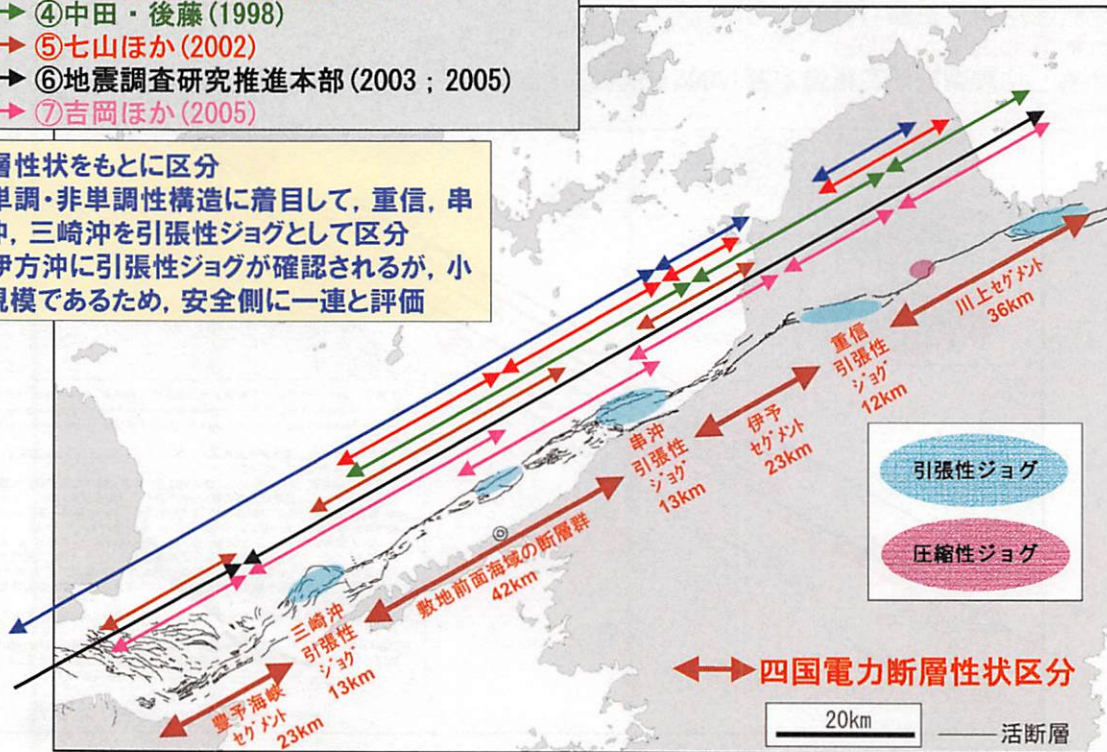 ④中田・後藤(1998)
⑤七山ほか(2002)
⑥地震調査研究推進本部(2003；2005)
⑦吉岡ほか(2005)
層性状をもとに区分
単調・非単調性構造に着目して，重信，串
沖，三崎沖を引張性ジョグとして区分
伊方沖に引張性ジョグが確認されるが，小
規模であるため，安全側に一連と評価
川上セグメント
36km
重信
引張性
ジョグ
12km
伊予
セグメント
23km
串沖
引張性
ジョグ
13km
敷地前面海域の断層群
42km
三崎沖
引張性
ジョグ
13km
豊予海峡
セグメント
23km
引張性ジョグ
圧縮性ジョグ
四国電力断層性状区分
20km
活断層